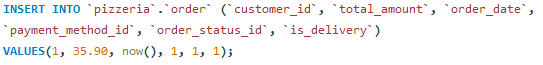 INSERT INTO `pizzeria`.`order` (`customer_id`, `total_amount`, `order_date`,
`payment_method_id`, `order_status_id`, `is_delivery`)
VALUES(1, 35.90, now(), 1, 1, 1);